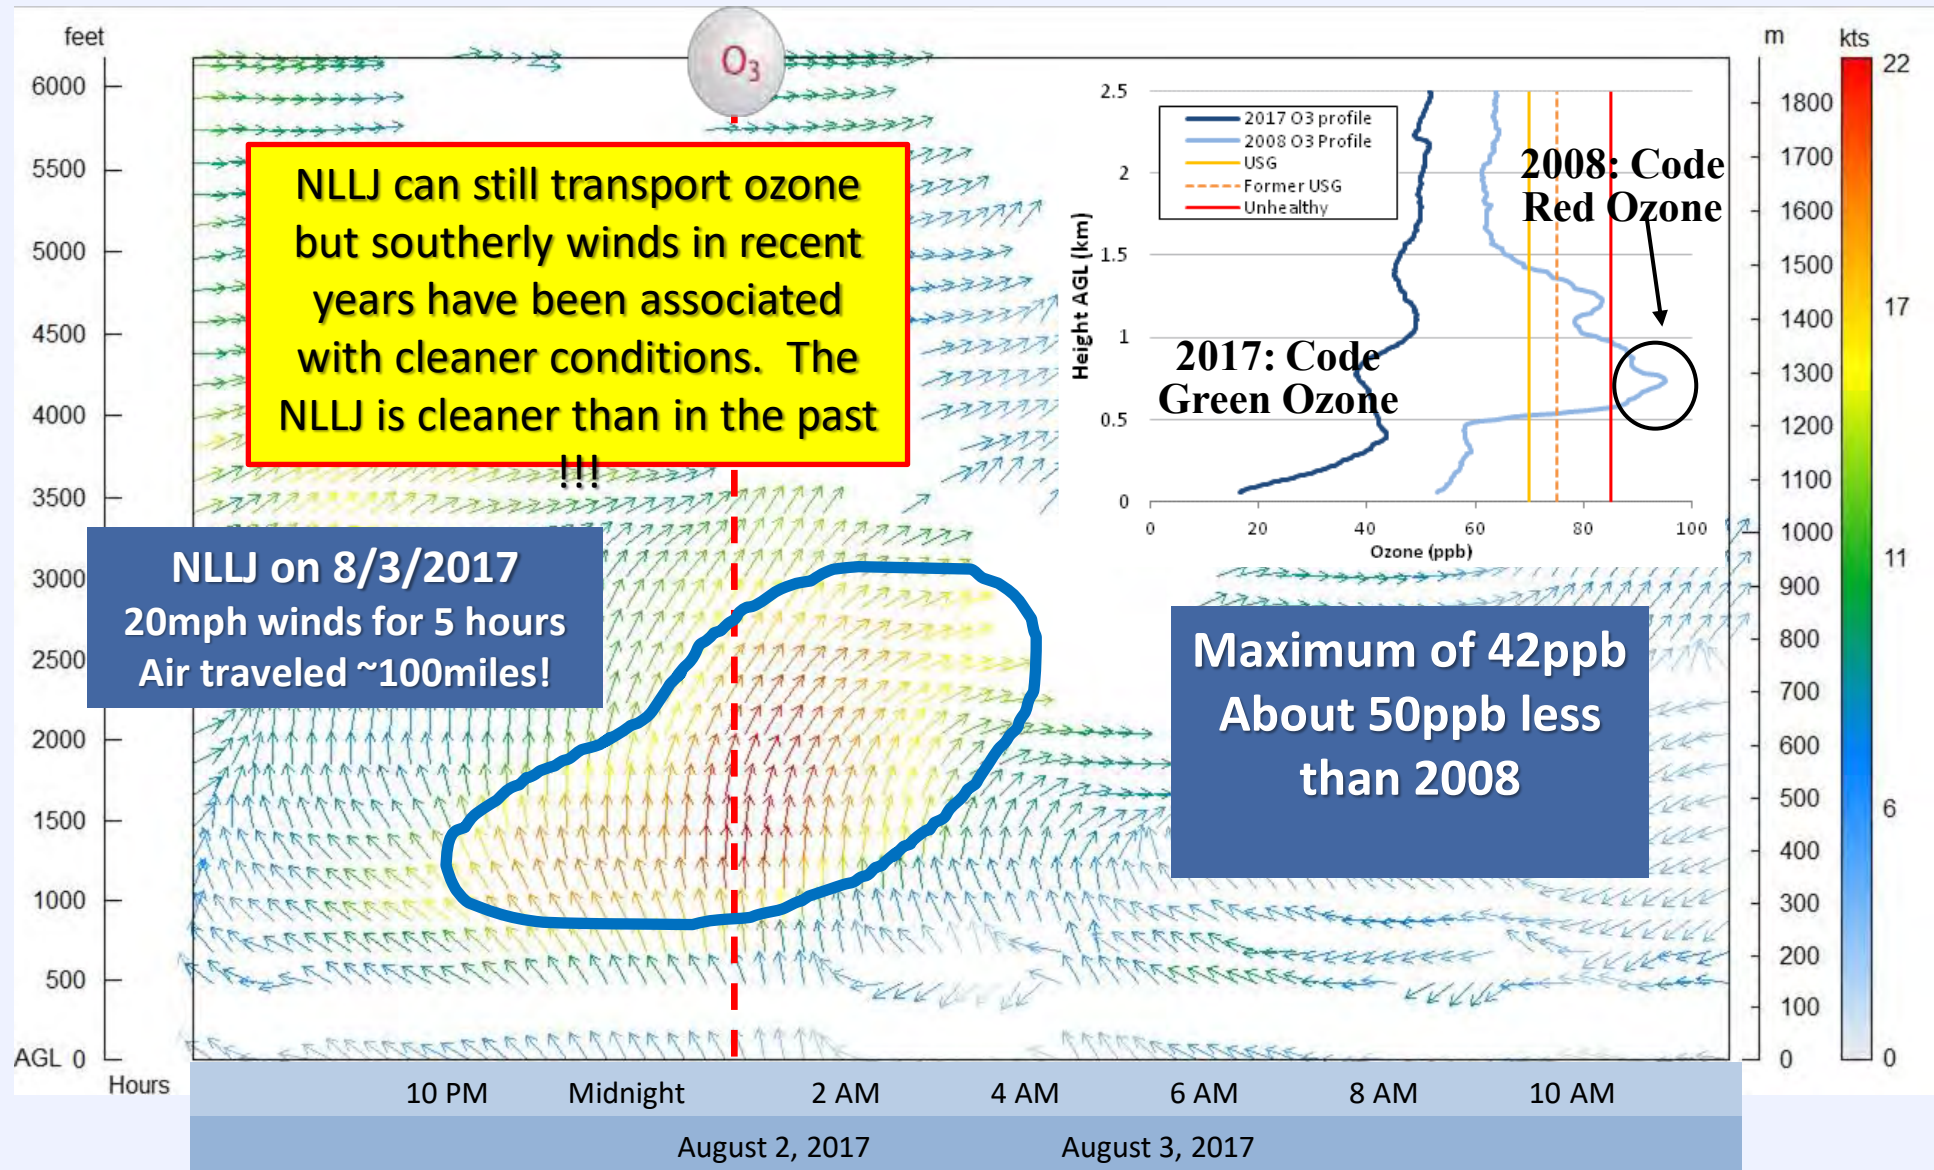 feet
6000
5500
5000
4500
4000
3500
3000
2500
2000
1500
1000
500
AGL 0
Hours
O3
NLLJ can still transport ozone
but southerly winds in recent
years have been associated
with cleaner conditions. The
NLLJ is cleaner than in the past
!!!
NLLJ on 8/3/2017
20mph winds for 5 hours
Air traveled ~100miles!
2.5
2
1.5
1
0.5
0
Height AGL (km)
2017 O3 profile
2008 O3 Profile
USG
Former USG
Unhealthy
2008: Code
Red Ozone
2017: Code
Green Ozone
0 20 40 60 80 100
Ozone (ppb)
Maximum of 42ppb
About 50ppb less
than 2008
m
1800
1700
1600
1500
1400
1300
1200
1100
1000
900
800
700
600
500
400
300
200
100
0
kts
22
17
11
6
0
10 PM Midnight 2 AM 4 AM 6 AM 8 AM 10 AM
August 2, 2017 August 3, 2017